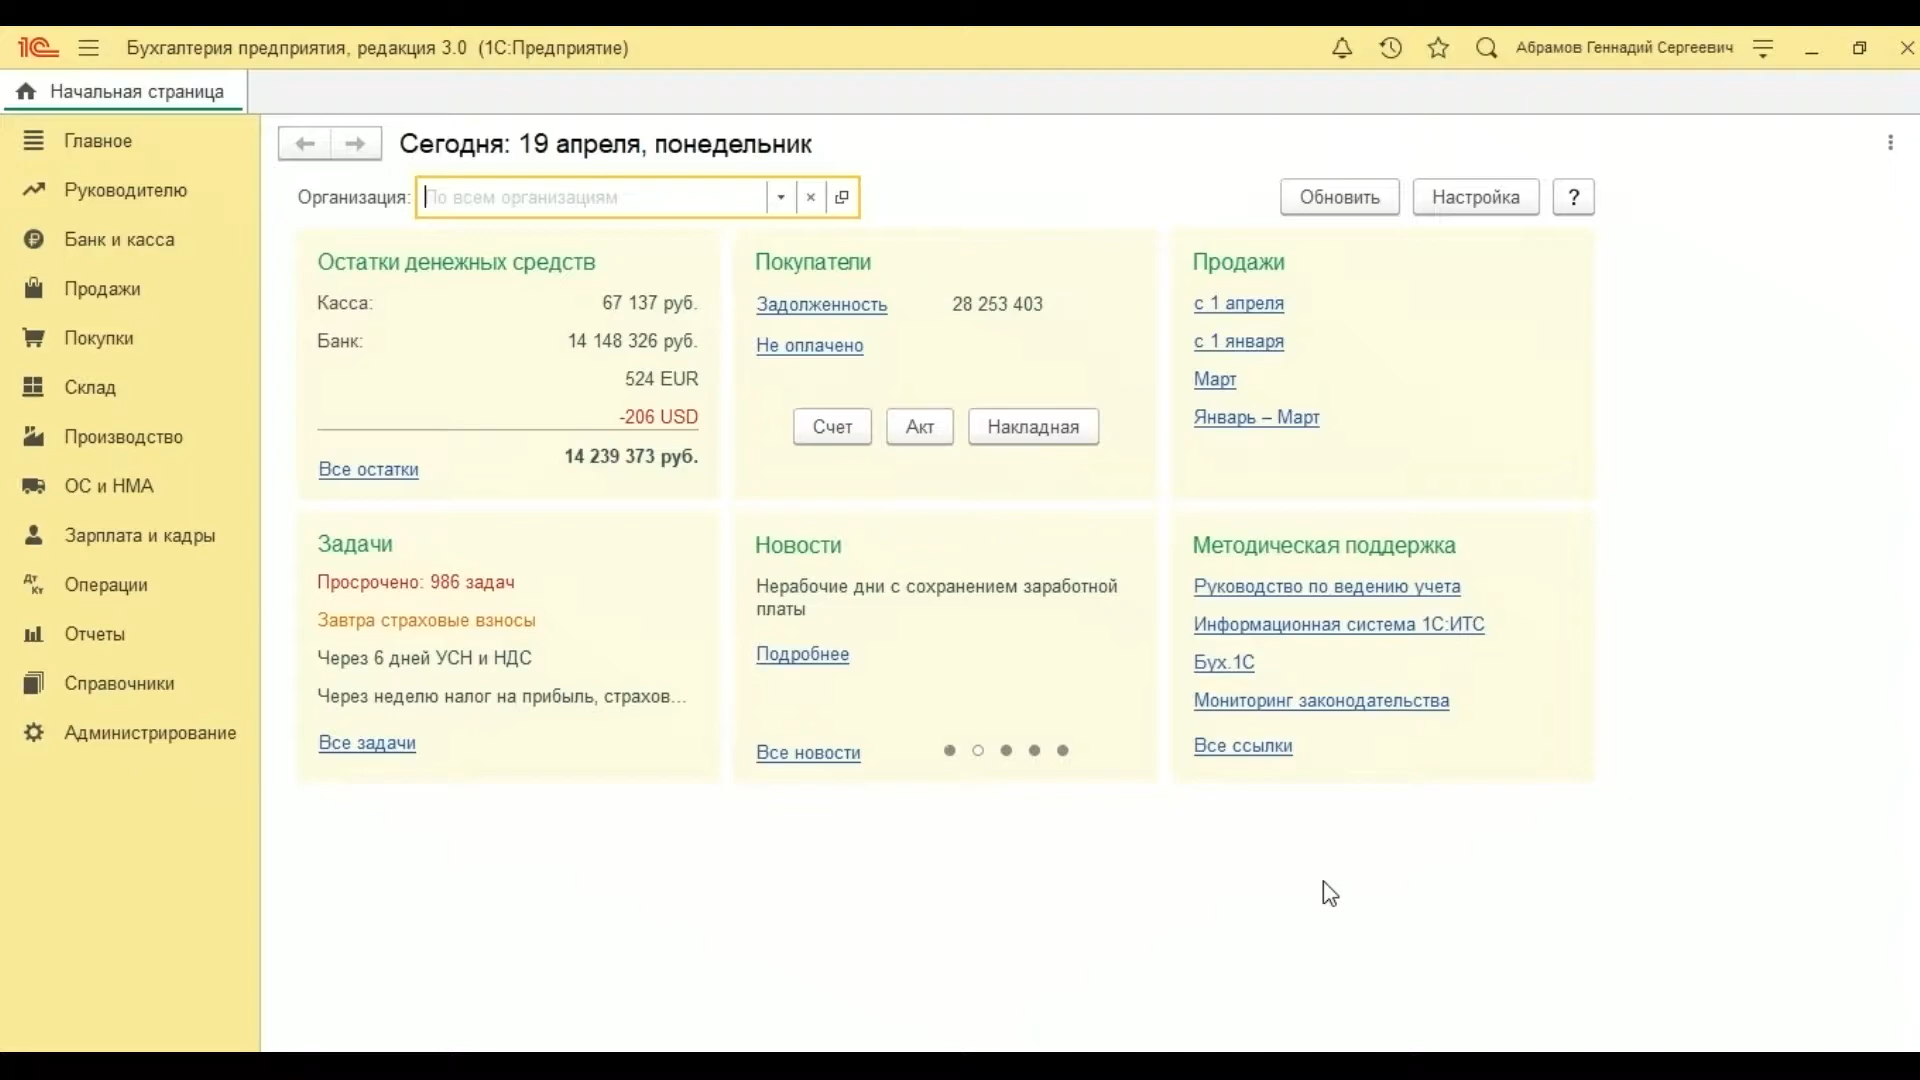 1С Бухгалтерия предприятия, редакция 3.0 (1С:Предприятие) Абрамов Геннадий Сергеевич
Начальная страница
Главное
Руководителю
Банк и касса
Продажи
Покупки
Склад
Производство
ОС и НМА
Зарплата и кадры
Дт Кт Операции
Отчеты
Справочники
Администрирование
Сегодня: 19 апреля, понедельник
Организация: По всем организациям
Обновить Настройка ?
Остатки денежных средств
Касса: 67 137 руб.
Банк: 14 148 326 руб.
524 EUR
-206 USD
14 239 373 руб.
Все остатки
Покупатели
Задолженность 28 253 403
Не оплачено
Счет Акт Накладная
Продажи
с 1 апреля
с 1 января
Март
Январь – Март
Задачи
Просрочено: 986 задач
Завтра страховые взносы
Через 6 дней УСН и НДС
Через неделю налог на прибыль, страхов...
Все задачи
Новости
Нерабочие дни с сохранением заработной
платы
Подробнее
Все новости
Методическая поддержка
Руководство по ведению учета
Информационная система 1С:ИТС
Бух.1С
Мониторинг законодательства
Все ссылки